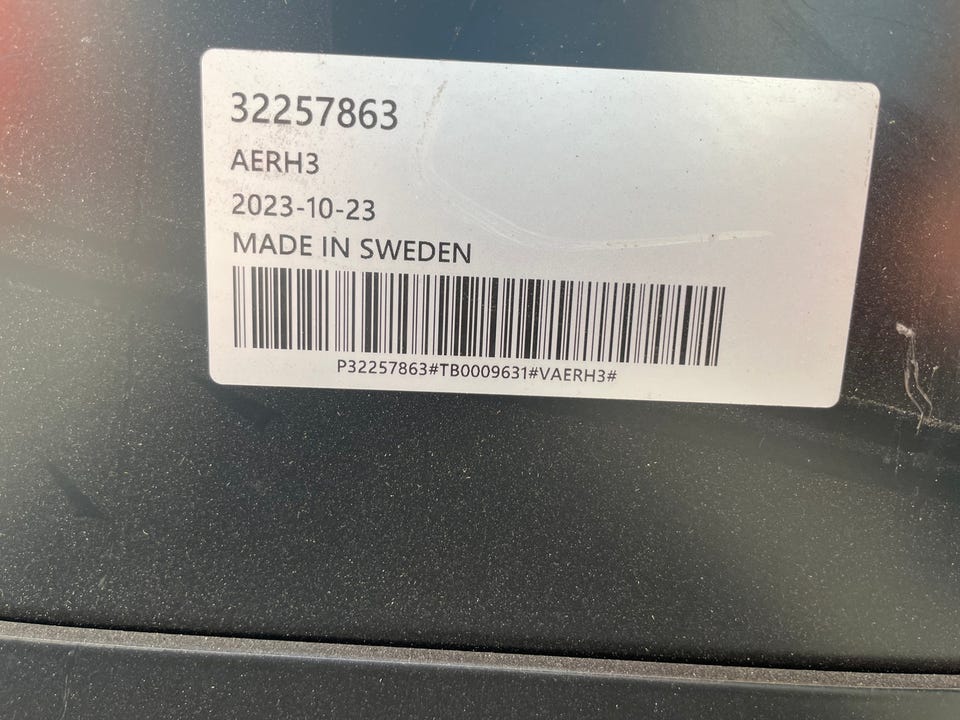 32257863
AERH3
2023-10-23
MADE IN SWEDEN
P32257863#TB0009631#VAERH3#